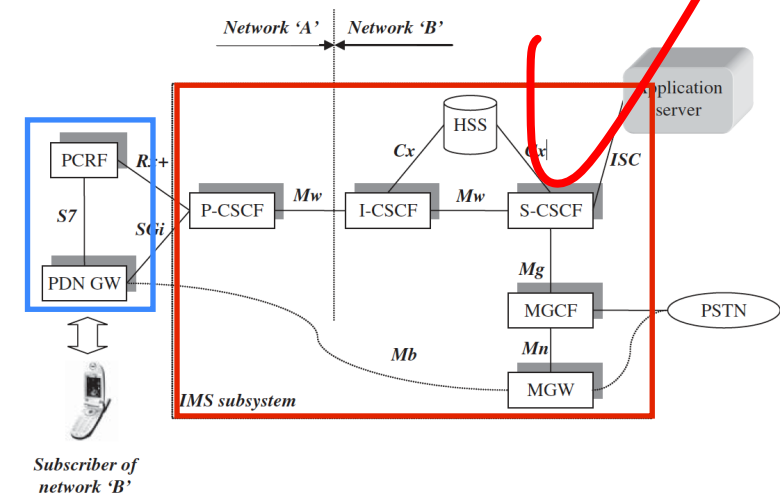 Network ‘A’
Network ‘B’
Application
server
HSS
PCRF
Rx+
Cx
Cx
ISC
P-CSCF
Mw
I-CSCF
Mw
S-CSCF
S7
SGi
PDN GW
Mg
MGCF
PSTN
Mb
Mn
MGW
IMS subsystem
Subscriber of
network ‘B’